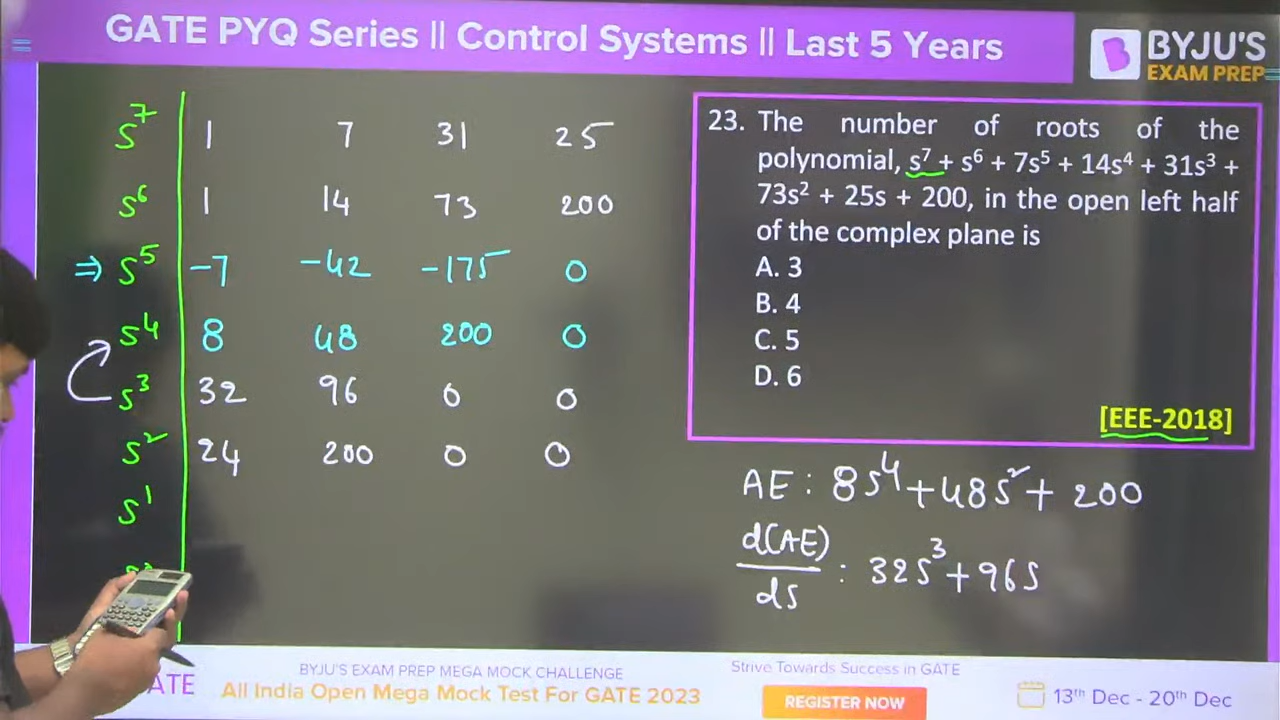 GATE PYQ Series || Control Systems || Last 5 Years
BYJU'S
EXAM PREP
s⁷ 1 7 31 25
s⁶ 1 14 73 200
⇒ s⁵ -7 -42 -175 0
s⁴ 8 48 200 0
s³ 32 96 0 0
s² 24 200 0 0
s¹
23. The number of roots of the
polynomial, s⁷ + s⁶ + 7s⁵ + 14s⁴ + 31s³ +
73s² + 25s + 200, in the open left half
of the complex plane is
A. 3
B. 4
C. 5
D. 6
[EEE-2018]
AE : 8s⁴ + 48s² + 200
d(AE)
ds
: 32s³ + 96s
BYJU'S EXAM PREP MEGA MOCK CHALLENGE
All India Open Mega Mock Test For GATE 2023
Strive Towards Success in GATE
REGISTER NOW
13th Dec - 20th Dec